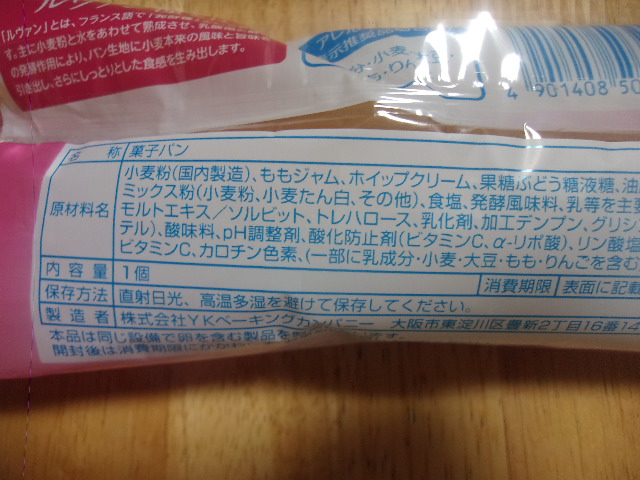 「ルヴァン」とは、フランス語で
す。主に小麦粉と水をあわせて熟成させ、乳酸
の発酵作用により、パン生地に小麦本来の風味と旨味
引き出し、さらにしっとりとした食感を生み出します。
示推奨
分・小麦
ら・りん
4 901408 50
名 称 菓子パン
原材料名
小麦粉(国内製造)、ももジャム、ホイップクリーム、果糖ぶどう糖液糖、油
ミックス粉(小麦粉、小麦たん白、その他)、食塩、発酵風味料、乳等を主要
モルトエキス/ソルビット、トレハロース、乳化剤、加工デンプン、グリシ
テル)、酸味料、pH調整剤、酸化防止剤(ビタミンC、α-リポ酸)、リン酸塩
ビタミンC、カロチン色素、(一部に乳成分・小麦・大豆・もも・りんごを含む
内容量 1個 消費期限 表面に記載
保存方法 直射日光、高温多湿を避けて保存してください。
製造者 株式会社YKベーキングカンパニー 大阪市東淀川区豊新2丁目16番14
本品は同じ設備で卵を含む製品を
開封後は消費期限にかか